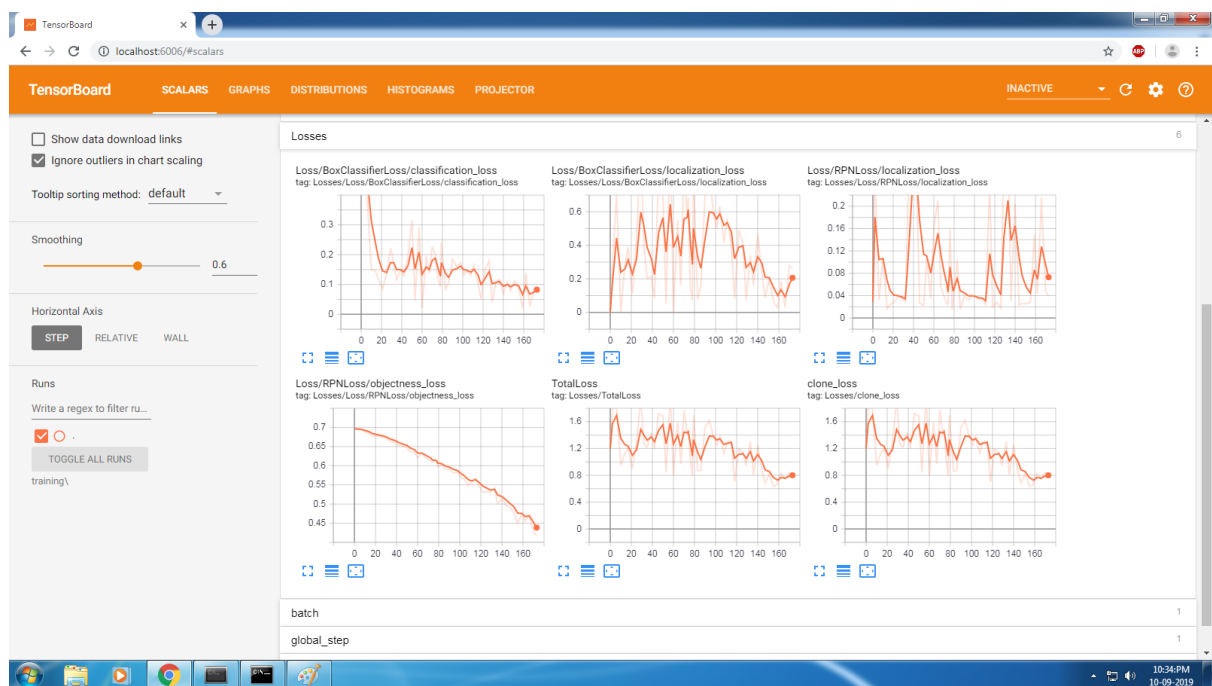 TensorBoard
localhost:6006/#scalars
ABP
TensorBoard SCALARS GRAPHS DISTRIBUTIONS HISTOGRAMS PROJECTOR INACTIVE
Show data download links
Ignore outliers in chart scaling
Tooltip sorting method: default
Smoothing
0.6
Horizontal Axis
STEP RELATIVE WALL
Runs
Write a regex to filter ru...
.
TOGGLE ALL RUNS
training\
Losses 6
Loss/BoxClassifierLoss/classification_loss
tag: Losses/Loss/BoxClassifierLoss/classification_loss
0.3
0.2
0.1
0
0 20 40 60 80 100 120 140 160
Loss/BoxClassifierLoss/localization_loss
tag: Losses/Loss/BoxClassifierLoss/localization_loss
0.6
0.4
0.2
0
0 20 40 60 80 100 120 140 160
Loss/RPNLoss/localization_loss
tag: Losses/Loss/RPNLoss/localization_loss
0.2
0.16
0.12
0.08
0.04
0
0 20 40 60 80 100 120 140 160
Loss/RPNLoss/objectness_loss
tag: Losses/Loss/RPNLoss/objectness_loss
0.7
0.65
0.6
0.55
0.5
0.45
0 20 40 60 80 100 120 140 160
TotalLoss
tag: Losses/TotalLoss
1.6
1.2
0.8
0.4
0
0 20 40 60 80 100 120 140 160
clone_loss
tag: Losses/clone_loss
1.6
1.2
0.8
0.4
0
0 20 40 60 80 100 120 140 160
batch 1
global_step 1
10:34:PM
10-09-2019